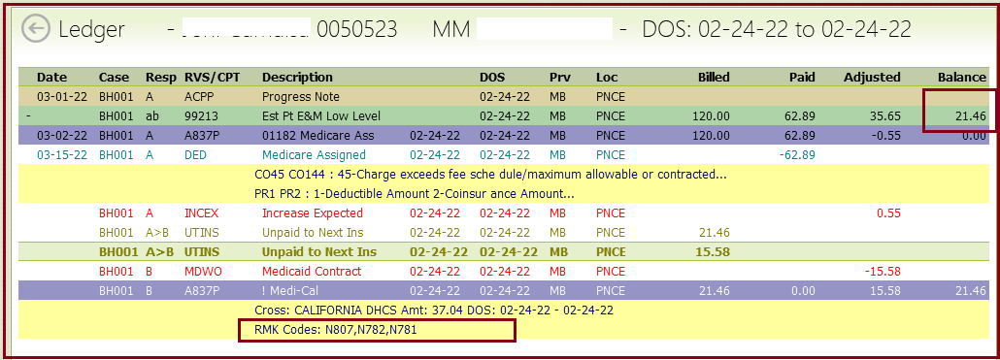 Ledger - 0050523 MM - DOS: 02-24-22 to 02-24-22
Date Case Resp RVS/CPT Description DOS Prv Loc Billed Paid Adjusted Balance
03-01-22 BH001 A ACPP Progress Note 02-24-22 MB PNCE
- BH001 ab 99213 Est Pt E&M Low Level 02-24-22 MB PNCE 120.00 62.89 35.65 21.46
03-02-22 BH001 A A837P 01182 Medicare Ass 02-24-22 02-24-22 MB PNCE 120.00 62.89 -0.55 0.00
03-15-22 BH001 A DED Medicare Assigned 02-24-22 02-24-22 MB PNCE -62.89
CO45 CO144 : 45-Charge exceeds fee sche dule/maximum allowable or contracted...
PR1 PR2 : 1-Deductible Amount 2-Coinsur ance Amount...
BH001 A INCEX Increase Expected 02-24-22 02-24-22 MB PNCE 0.55
BH001 A>B UTINS Unpaid to Next Ins 02-24-22 02-24-22 MB PNCE 21.46
BH001 A>B UTINS Unpaid to Next Ins 02-24-22 02-24-22 MB PNCE 15.58
BH001 B MDWO Medicaid Contract 02-24-22 02-24-22 MB PNCE -15.58
BH001 B A837P ! Medi-Cal 02-24-22 02-24-22 MB PNCE 21.46 0.00 15.58 21.46
Cross: CALIFORNIA DHCS Amt: 37.04 DOS: 02-24-22 - 02-24-22
RMK Codes: N807,N782,N781